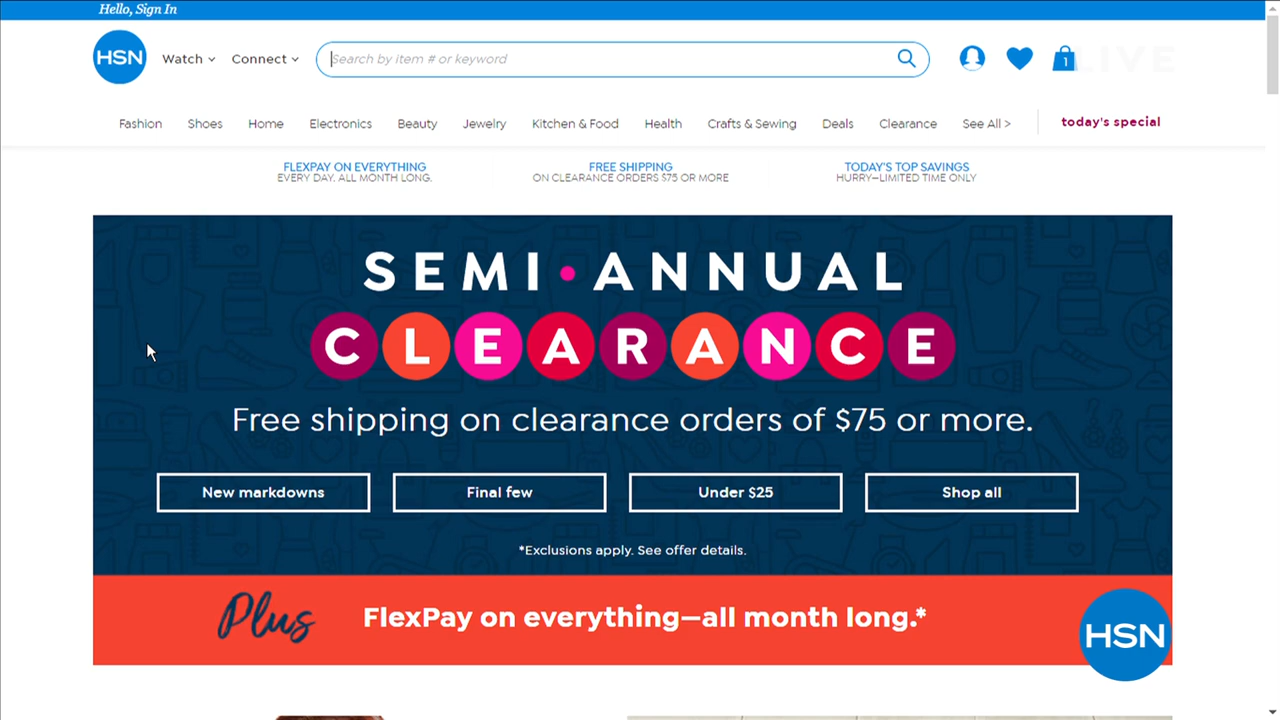 Hello, Sign In
HSN
Watch
Connect
Search by item # or keyword
1
LIVE
Fashion
Shoes
Home
Electronics
Beauty
Jewelry
Kitchen & Food
Health
Crafts & Sewing
Deals
Clearance
See All >
today's special
FLEXPAY ON EVERYTHING
EVERY DAY. ALL MONTH LONG.
FREE SHIPPING
ON CLEARANCE ORDERS $75 OR MORE
TODAY'S TOP SAVINGS
HURRY—LIMITED TIME ONLY
SEMI•ANNUAL
CLEARANCE
Free shipping on clearance orders of $75 or more.
New markdowns
Final few
Under $25
Shop all
*Exclusions apply. See offer details.
Plus
FlexPay on everything—all month long.*
HSN